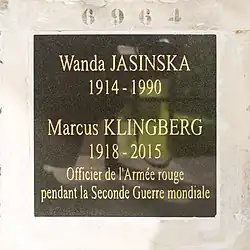 6964
Wanda JASINSKA
1914 - 1990
Marcus KLINGBERG
1918 - 2015
Officier de l'Armée rouge
pendant la Seconde Guerre mondiale